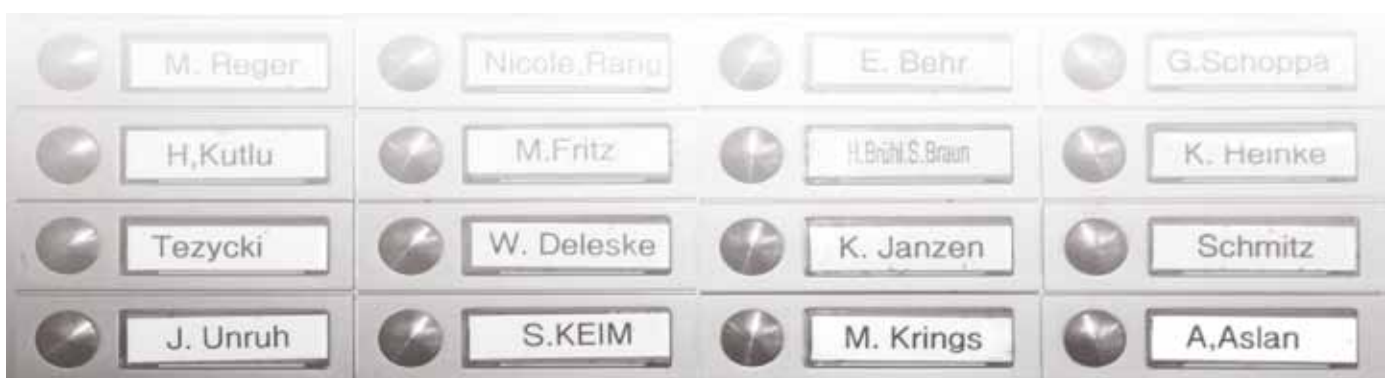 M. Reger
Nicole,Rang
E. Behr
G.Schoppa
H,Kutlu
M.Fritz
H.Brühl.S.Braun
K. Heinke
Tezycki
W. Deleske
K. Janzen
Schmitz
J. Unruh
S.KEIM
M. Krings
A,Aslan